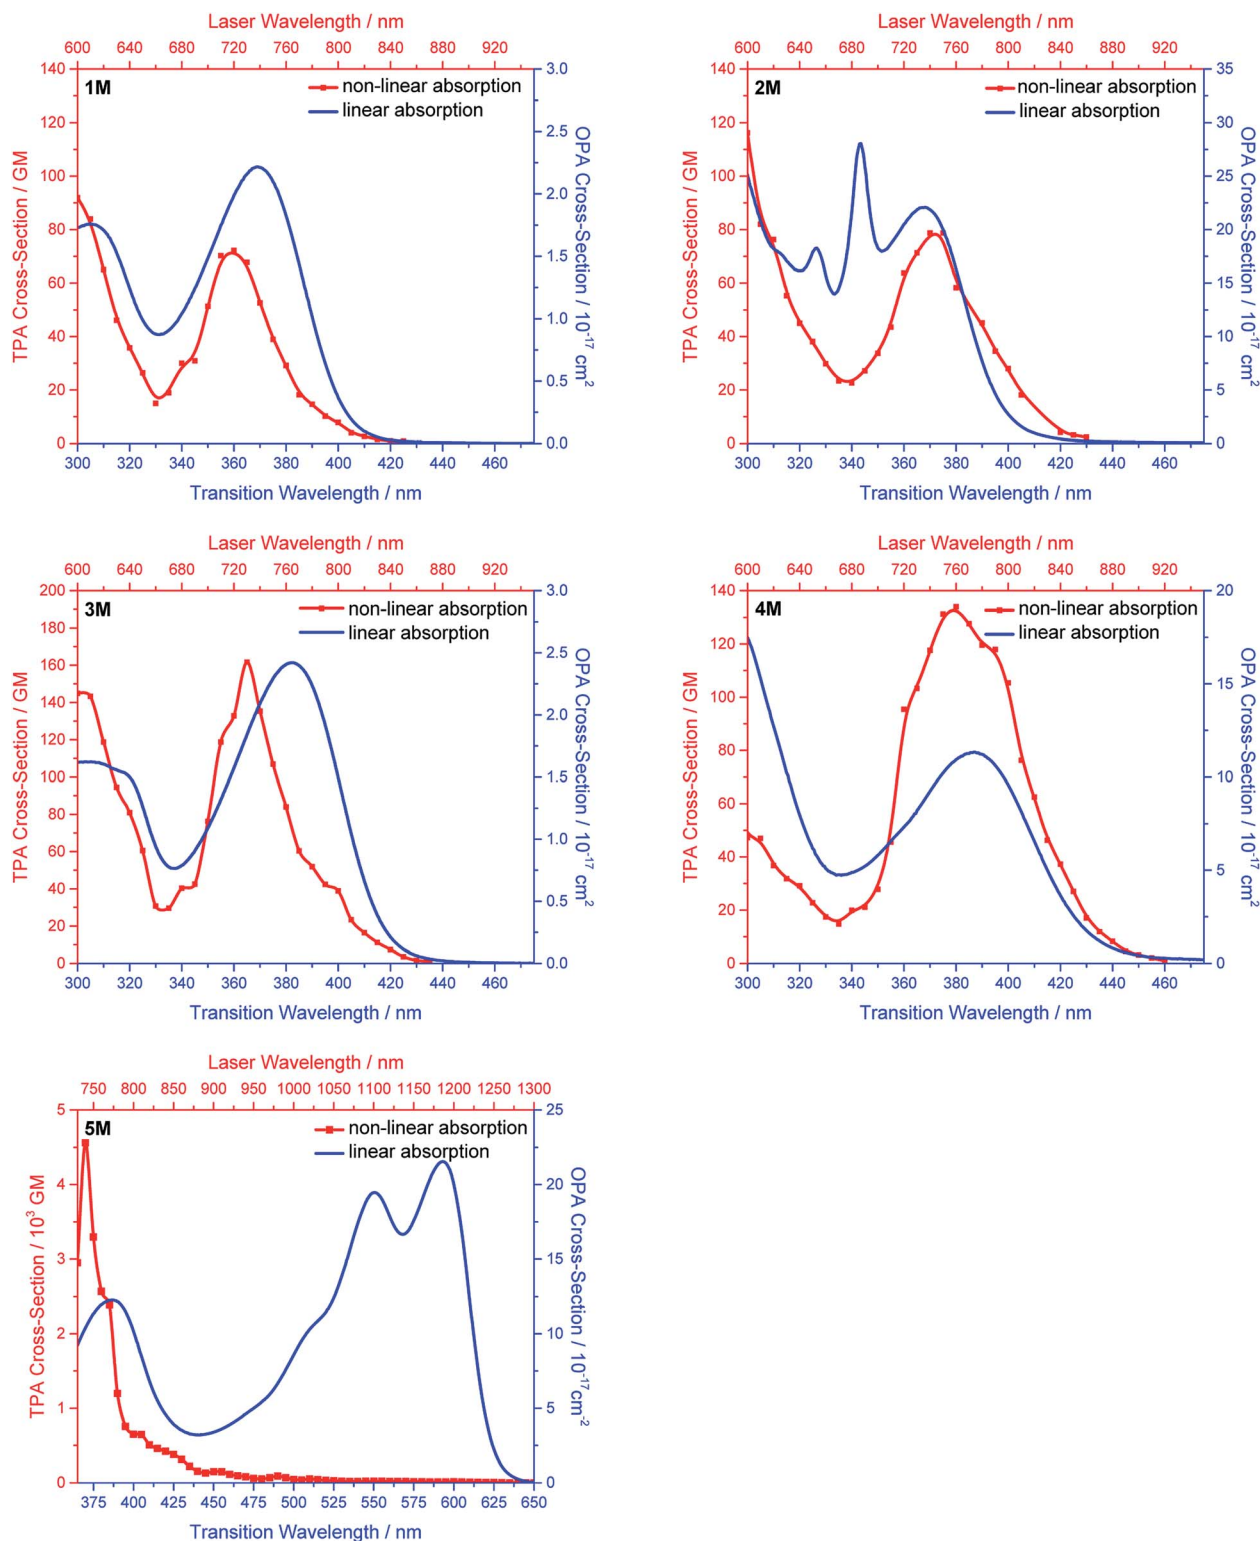 Laser Wavelength / nm
600 640 680 720 760 800 840 880 920
140
120
100
80
60
40
20
0
TPA Cross-Section / GM
1M
non-linear absorption
linear absorption
3.0
2.5
2.0
1.5
1.0
0.5
0.0
OPA Cross-Section / 10⁻¹⁷ cm²
300 320 340 360 380 400 420 440 460
Transition Wavelength / nm
Laser Wavelength / nm
600 640 680 720 760 800 840 880 920
140
120
100
80
60
40
20
0
TPA Cross-Section / GM
2M
non-linear absorption
linear absorption
35
30
25
20
15
10
5
0
OPA Cross-Section / 10⁻¹⁷ cm²
300 320 340 360 380 400 420 440 460
Transition Wavelength / nm
Laser Wavelength / nm
600 640 680 720 760 800 840 880 920
200
180
160
140
120
100
80
60
40
20
0
TPA Cross-Section / GM
3M
non-linear absorption
linear absorption
3.0
2.5
2.0
1.5
1.0
0.5
0.0
OPA Cross-Section / 10⁻¹⁷ cm²
300 320 340 360 380 400 420 440 460
Transition Wavelength / nm
Laser Wavelength / nm
600 640 680 720 760 800 840 880 920
140
120
100
80
60
40
20
0
TPA Cross-Section / GM
4M
non-linear absorption
linear absorption
20
15
10
5
0
OPA Cross-Section / 10⁻¹⁷ cm²
300 320 340 360 380 400 420 440 460
Transition Wavelength / nm
Laser Wavelength / nm
750 800 850 900 950 1000 1050 1100 1150 1200 1250 1300
5
4
3
2
1
0
TPA Cross-Section / 10³ GM
5M
non-linear absorption
linear absorption
25
20
15
10
5
0
OPA Cross-Section / 10⁻¹⁷cm⁻²
375 400 425 450 475 500 525 550 575 600 625 650
Transition Wavelength / nm